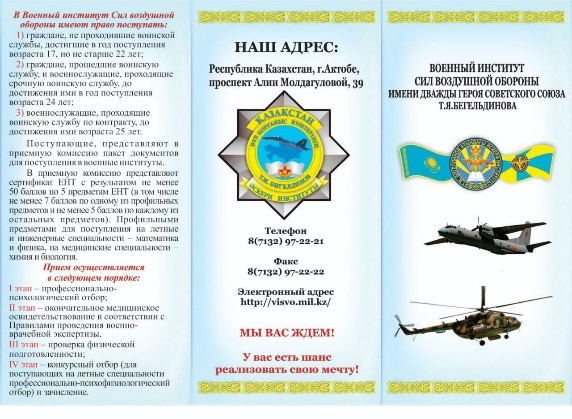 В Военный институт Сил воздушной
обороны имеют право поступать:
1) граждане, не проходившие воинской
службы, достигшие в год поступления
возраста 17, но не старше 22 лет;
2) граждане, прошедшие воинскую
службу, и военнослужащие, проходящие
срочную воинскую службу, до
достижения ими в год поступления
возраста 24 лет;
3) военнослужащие, проходящие
воинскую службу по контракту, до
достижения ими возраста 25 лет.
Поступающие, представляют в
приемную комиссию пакет документов
для поступления в военные институты.
В приемную комиссию представляют
сертификат ЕНТ с результатом не менее
50 баллов по 5 предметам ЕНТ (в том числе
не менее 7 баллов по одному из профильных
предметов и не менее 5 баллов по каждому из
остальных предметов). Профильными
предметами для поступления на летные
и инженерные специальности – математика
и физика, на медицинские специальности –
химия и биология.
Прием осуществляется
в следующем порядке:
I этап – профессионально-
психологический отбор;
II этап – окончательное медицинское
освидетельствование в соответствии с
Правилами проведения военно-
врачебной экспертизы.
III этап – проверка физической
подготовленности;
IV этап – конкурсный отбор (для
поступающих на летные специальности
профессионально-психофизиологический
отбор) и зачисление.
НАШ АДРЕС:
Республика Казахстан, г.Актобе,
проспект Алии Молдагуловой, 39
ҚАЗАҚСТАН
ӘУЕ ҚОРҒАНЫС КҮШТЕРІНІҢ
Т.Қ.БЕГЕЛДИНОВ
ӘСКЕРИ ИНСТИТУТЫ
Телефон
8(7132) 97-22-21
Факс
8(7132) 97-22-22
Электронный адрес
http://visvo.mil.kz/
МЫ ВАС ЖДЕМ!
У вас есть шанс
реализовать свою мечту!
ВОЕННЫЙ ИНСТИТУТ
СИЛ ВОЗДУШНОЙ ОБОРОНЫ
ИМЕНИ ДВАЖДЫ ГЕРОЯ СОВЕТСКОГО СОЮЗА
Т.Я.БЕГЕЛЬДИНОВА